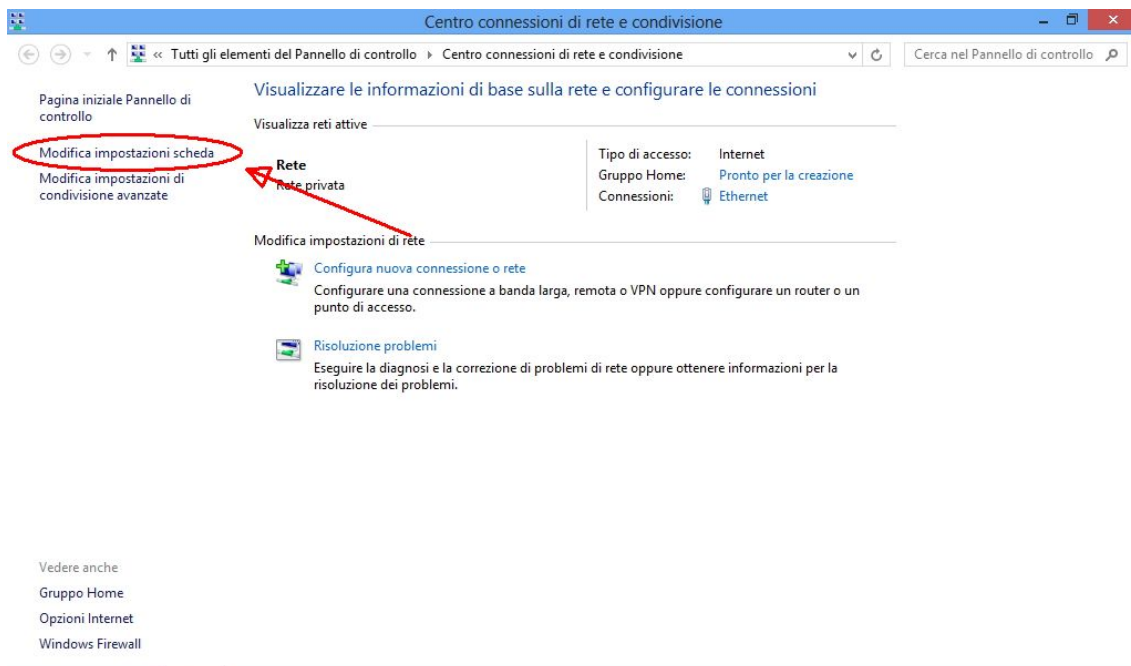 Centro connessioni di rete e condivisione
« Tutti gli elementi del Pannello di controllo ▸ Centro connessioni di rete e condivisione
Cerca nel Pannello di controllo
Pagina iniziale Pannello di
controllo
Modifica impostazioni scheda
Modifica impostazioni di
condivisione avanzate
Visualizzare le informazioni di base sulla rete e configurare le connessioni
Visualizza reti attive
Rete
Rete privata
Tipo di accesso: Internet
Gruppo Home: Pronto per la creazione
Connessioni: Ethernet
Modifica impostazioni di rete
Configura nuova connessione o rete
Configurare una connessione a banda larga, remota o VPN oppure configurare un router o un
punto di accesso.
Risoluzione problemi
Eseguire la diagnosi e la correzione di problemi di rete oppure ottenere informazioni per la
risoluzione dei problemi.
Vedere anche
Gruppo Home
Opzioni Internet
Windows Firewall